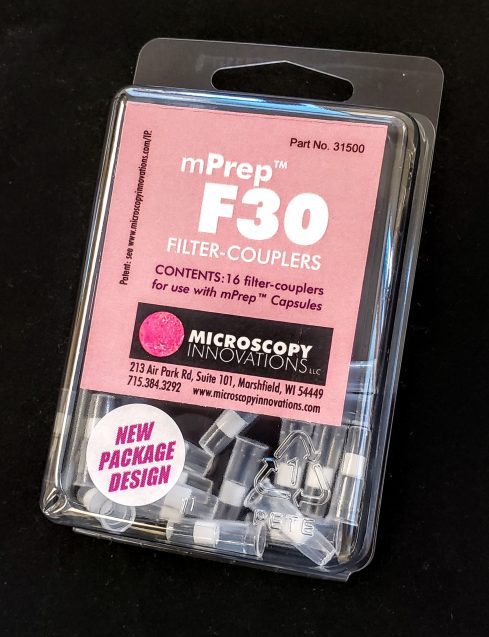 Part No. 31500
mPrep™
F30
FILTER-COUPLERS
CONTENTS: 16 filter-couplers
for use with mPrep™ Capsules
MICROSCOPY
INNOVATIONS LLC
213 Air Park Rd, Suite 101, Marshfield, WI 54449
715.384.3292 www.microscopyinnovations.com
Patent: see www.microscopyinnovations.com/IP.
NEW
PACKAGE
DESIGN
1
PETE